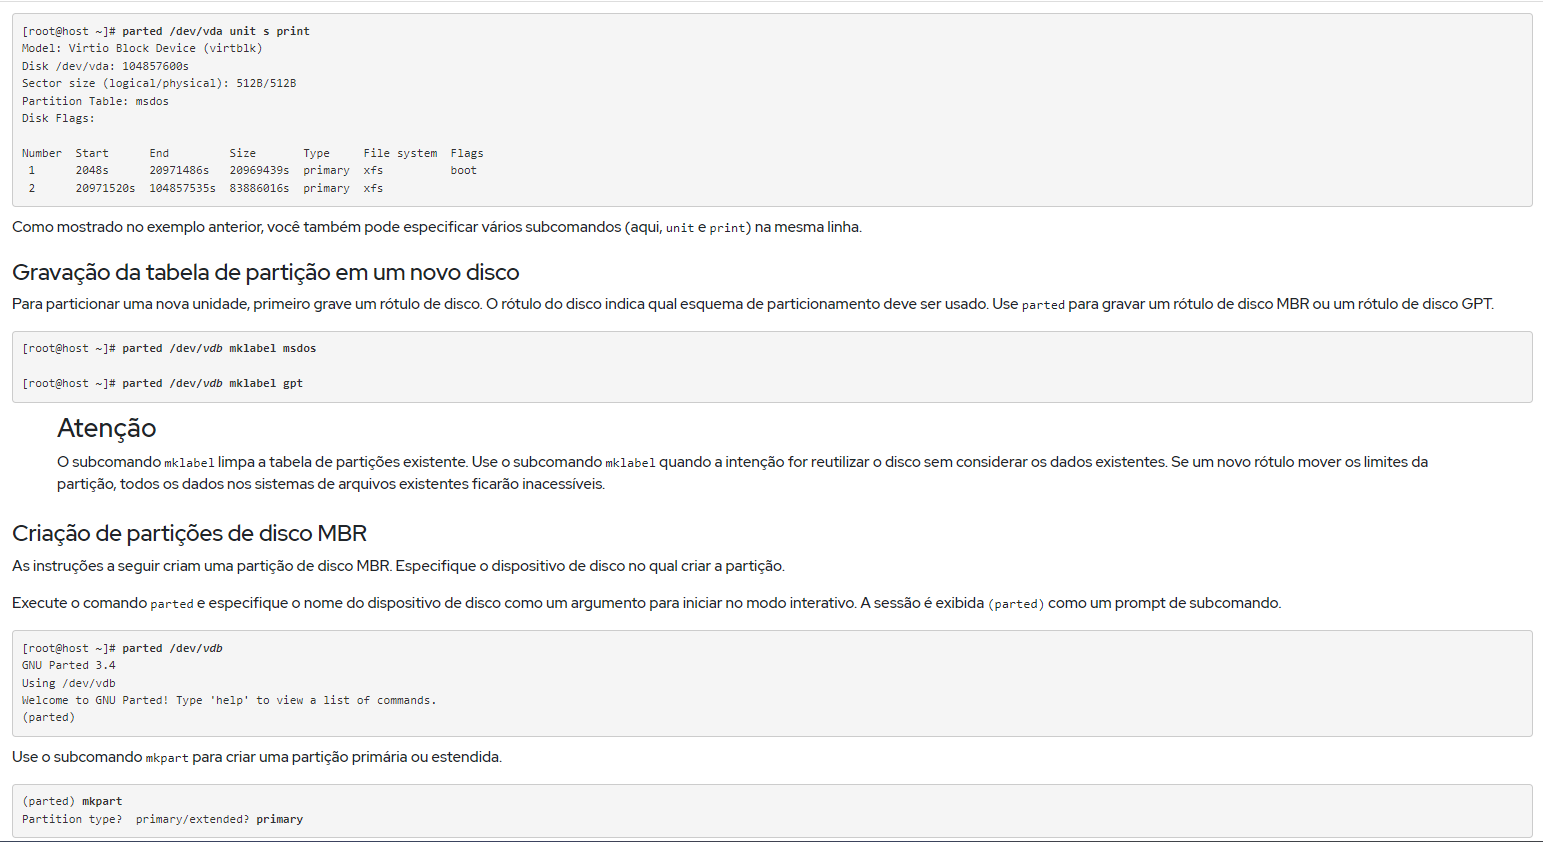 [root@host ~]# parted /dev/vda unit s print
Model: Virtio Block Device (virtblk)
Disk /dev/vda: 104857600s
Sector size (logical/physical): 512B/512B
Partition Table: msdos
Disk Flags:
Number  Start      End         Size       Type     File system  Flags
 1      2048s      20971486s   20969439s  primary  xfs          boot
 2      20971520s  104857535s  83886016s  primary  xfs
Como mostrado no exemplo anterior, você também pode especificar vários subcomandos (aqui, unit e print) na mesma linha.
Gravação da tabela de partição em um novo disco
Para particionar uma nova unidade, primeiro grave um rótulo de disco. O rótulo do disco indica qual esquema de particionamento deve ser usado. Use parted para gravar um rótulo de disco MBR ou um rótulo de disco GPT.
[root@host ~]# parted /dev/vdb mklabel msdos
[root@host ~]# parted /dev/vdb mklabel gpt
Atenção
O subcomando mklabel limpa a tabela de partições existente. Use o subcomando mklabel quando a intenção for reutilizar o disco sem considerar os dados existentes. Se um novo rótulo mover os limites da
partição, todos os dados nos sistemas de arquivos existentes ficarão inacessíveis.
Criação de partições de disco MBR
As instruções a seguir criam uma partição de disco MBR. Especifique o dispositivo de disco no qual criar a partição.
Execute o comando parted e especifique o nome do dispositivo de disco como um argumento para iniciar no modo interativo. A sessão é exibida (parted) como um prompt de subcomando.
[root@host ~]# parted /dev/vdb
GNU Parted 3.4
Using /dev/vdb
Welcome to GNU Parted! Type 'help' to view a list of commands.
(parted)
Use o subcomando mkpart para criar uma partição primária ou estendida.
(parted) mkpart
Partition type?  primary/extended? primary